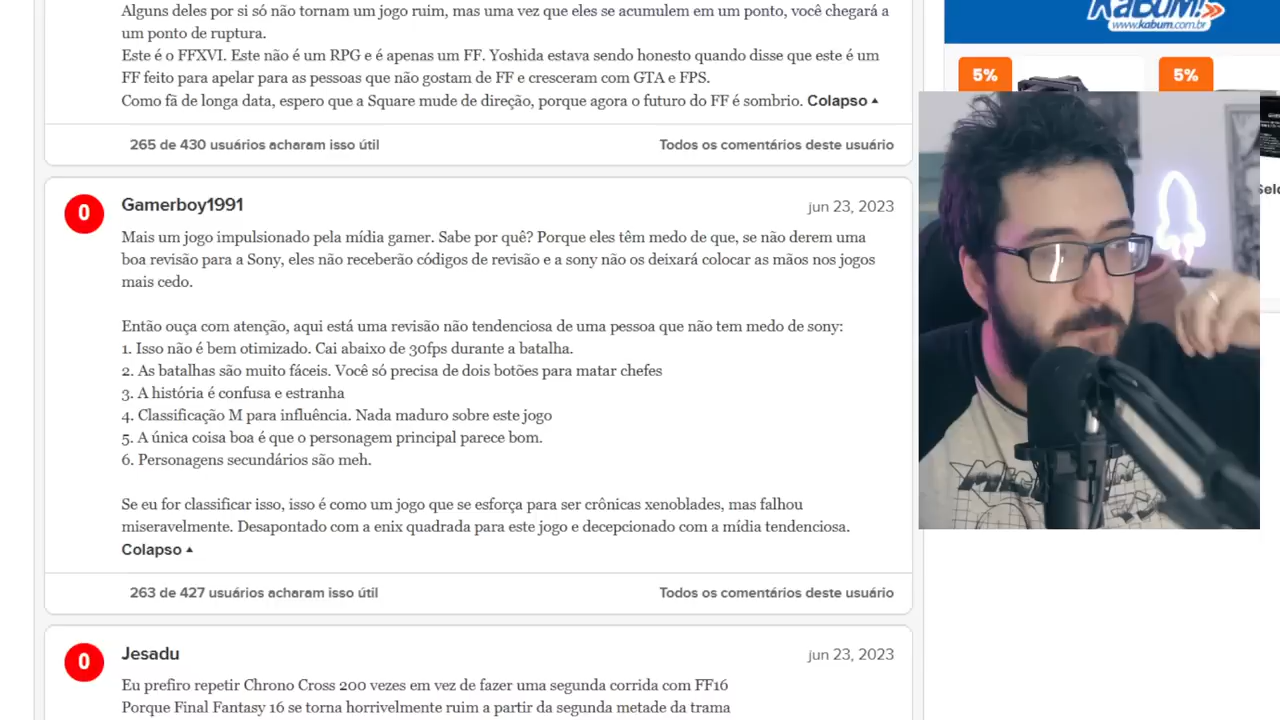 Alguns deles por si só não tornam um jogo ruim, mas uma vez que eles se acumulem em um ponto, você chegará a
um ponto de ruptura.
Este é o FFXVI. Este não é um RPG e é apenas um FF. Yoshida estava sendo honesto quando disse que este é um
FF feito para apelar para as pessoas que não gostam de FF e cresceram com GTA e FPS.
Como fã de longa data, espero que a Square mude de direção, porque agora o futuro do FF é sombrio. Colapso
265 de 430 usuários acharam isso útil
Todos os comentários deste usuário
0
Gamerboy1991
jun 23, 2023
Mais um jogo impulsionado pela mídia gamer. Sabe por quê? Porque eles têm medo de que, se não derem uma
boa revisão para a Sony, eles não receberão códigos de revisão e a sony não os deixará colocar as mãos nos jogos
mais cedo.
Então ouça com atenção, aqui está uma revisão não tendenciosa de uma pessoa que não tem medo de sony:
1. Isso não é bem otimizado. Cai abaixo de 30fps durante a batalha.
2. As batalhas são muito fáceis. Você só precisa de dois botões para matar chefes
3. A história é confusa e estranha
4. Classificação M para influência. Nada maduro sobre este jogo
5. A única coisa boa é que o personagem principal parece bom.
6. Personagens secundários são meh.
Se eu for classificar isso, isso é como um jogo que se esforça para ser crônicas xenoblades, mas falhou
miseravelmente. Desapontado com a enix quadrada para este jogo e decepcionado com a mídia tendenciosa.
Colapso
263 de 427 usuários acharam isso útil
Todos os comentários deste usuário
0
Jesadu
jun 23, 2023
Eu prefiro repetir Chrono Cross 200 vezes em vez de fazer uma segunda corrida com FF16
Porque Final Fantasy 16 se torna horrivelmente ruim a partir da segunda metade da trama
KaBuM!
www.kabum.com.br
5%
5%